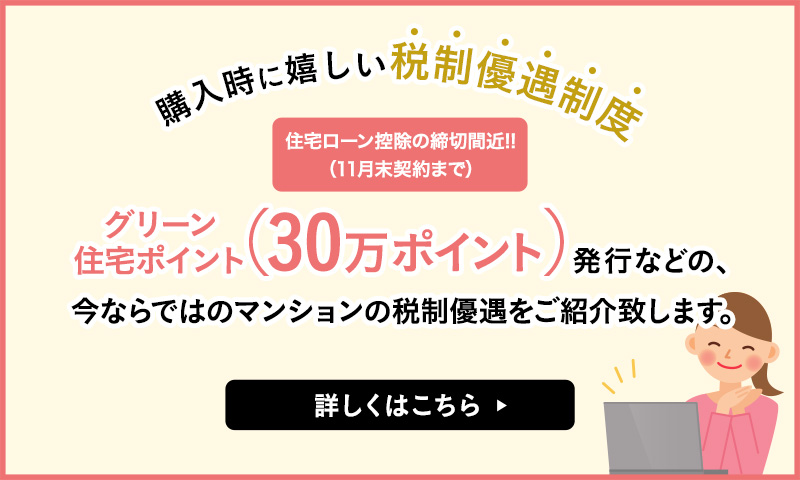 購入時に嬉しい税制優遇制度
住宅ローン控除の締切間近!!
（11月末契約まで）
グリーン
住宅ポイント（30万ポイント）発行などの、
今ならではのマンションの税制優遇をご紹介致します。
詳しくはこちら ▶